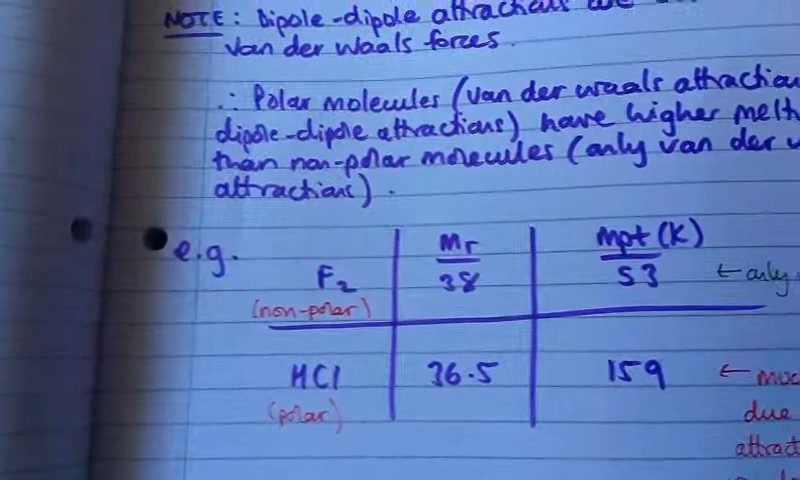 NOTE: Dipole-dipole attractions are
van der waals forces.
∴ Polar molecules (van der waals attraction
dipole-dipole attractions) have higher melt
than non-polar molecules (only van der
attractions).
e.g. Mr Mpt (K)
F2 38 53 ← only
(non-polar)
HCl 36.5 159 ←
(polar) due
attract